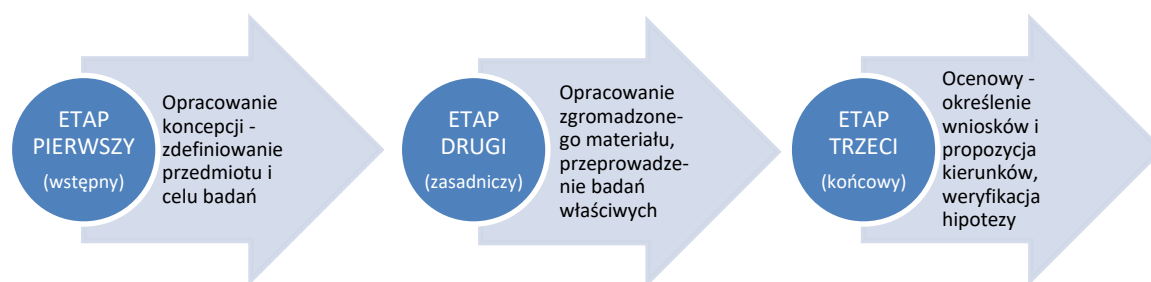 ETAP
PIERWSZY
(wstępny)
Opracowanie
koncepcji -
zdefiniowanie
przedmiotu i
celu badań
ETAP
DRUGI
(zasadniczy)
Opracowanie
zgromadzone-
go materiału,
przeprowadze-
nie badań
właściwych
ETAP
TRZECI
(końcowy)
Ocenowy -
określenie
wniosków i
propozycja
kierunków,
weryfikacja
hipotezy